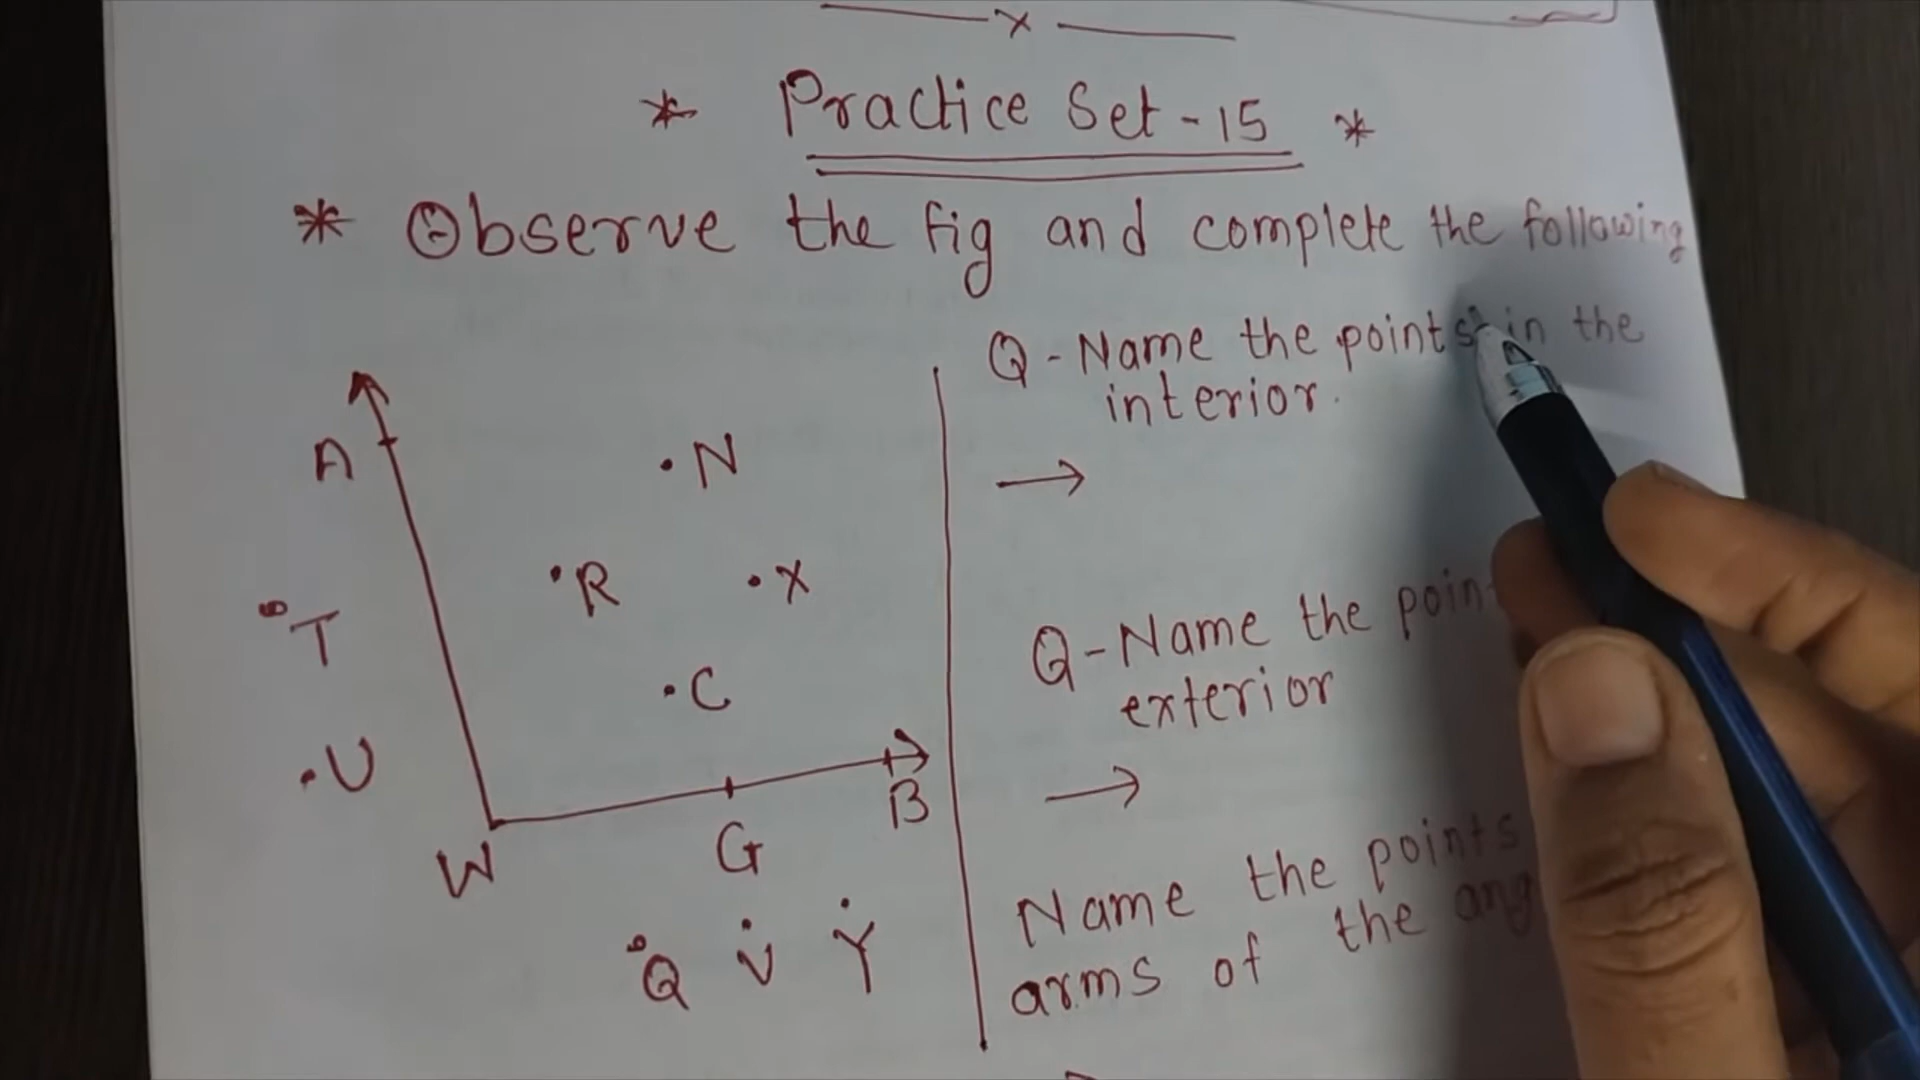 x
* Practice Set - 15 *
* Observe the fig and complete the following
A
N
R
X
T
C
U
B
W
G
Q
V
Y
Q - Name the points in the
interior.
→
Q - Name the
exterior
→
Name the points
arms of the